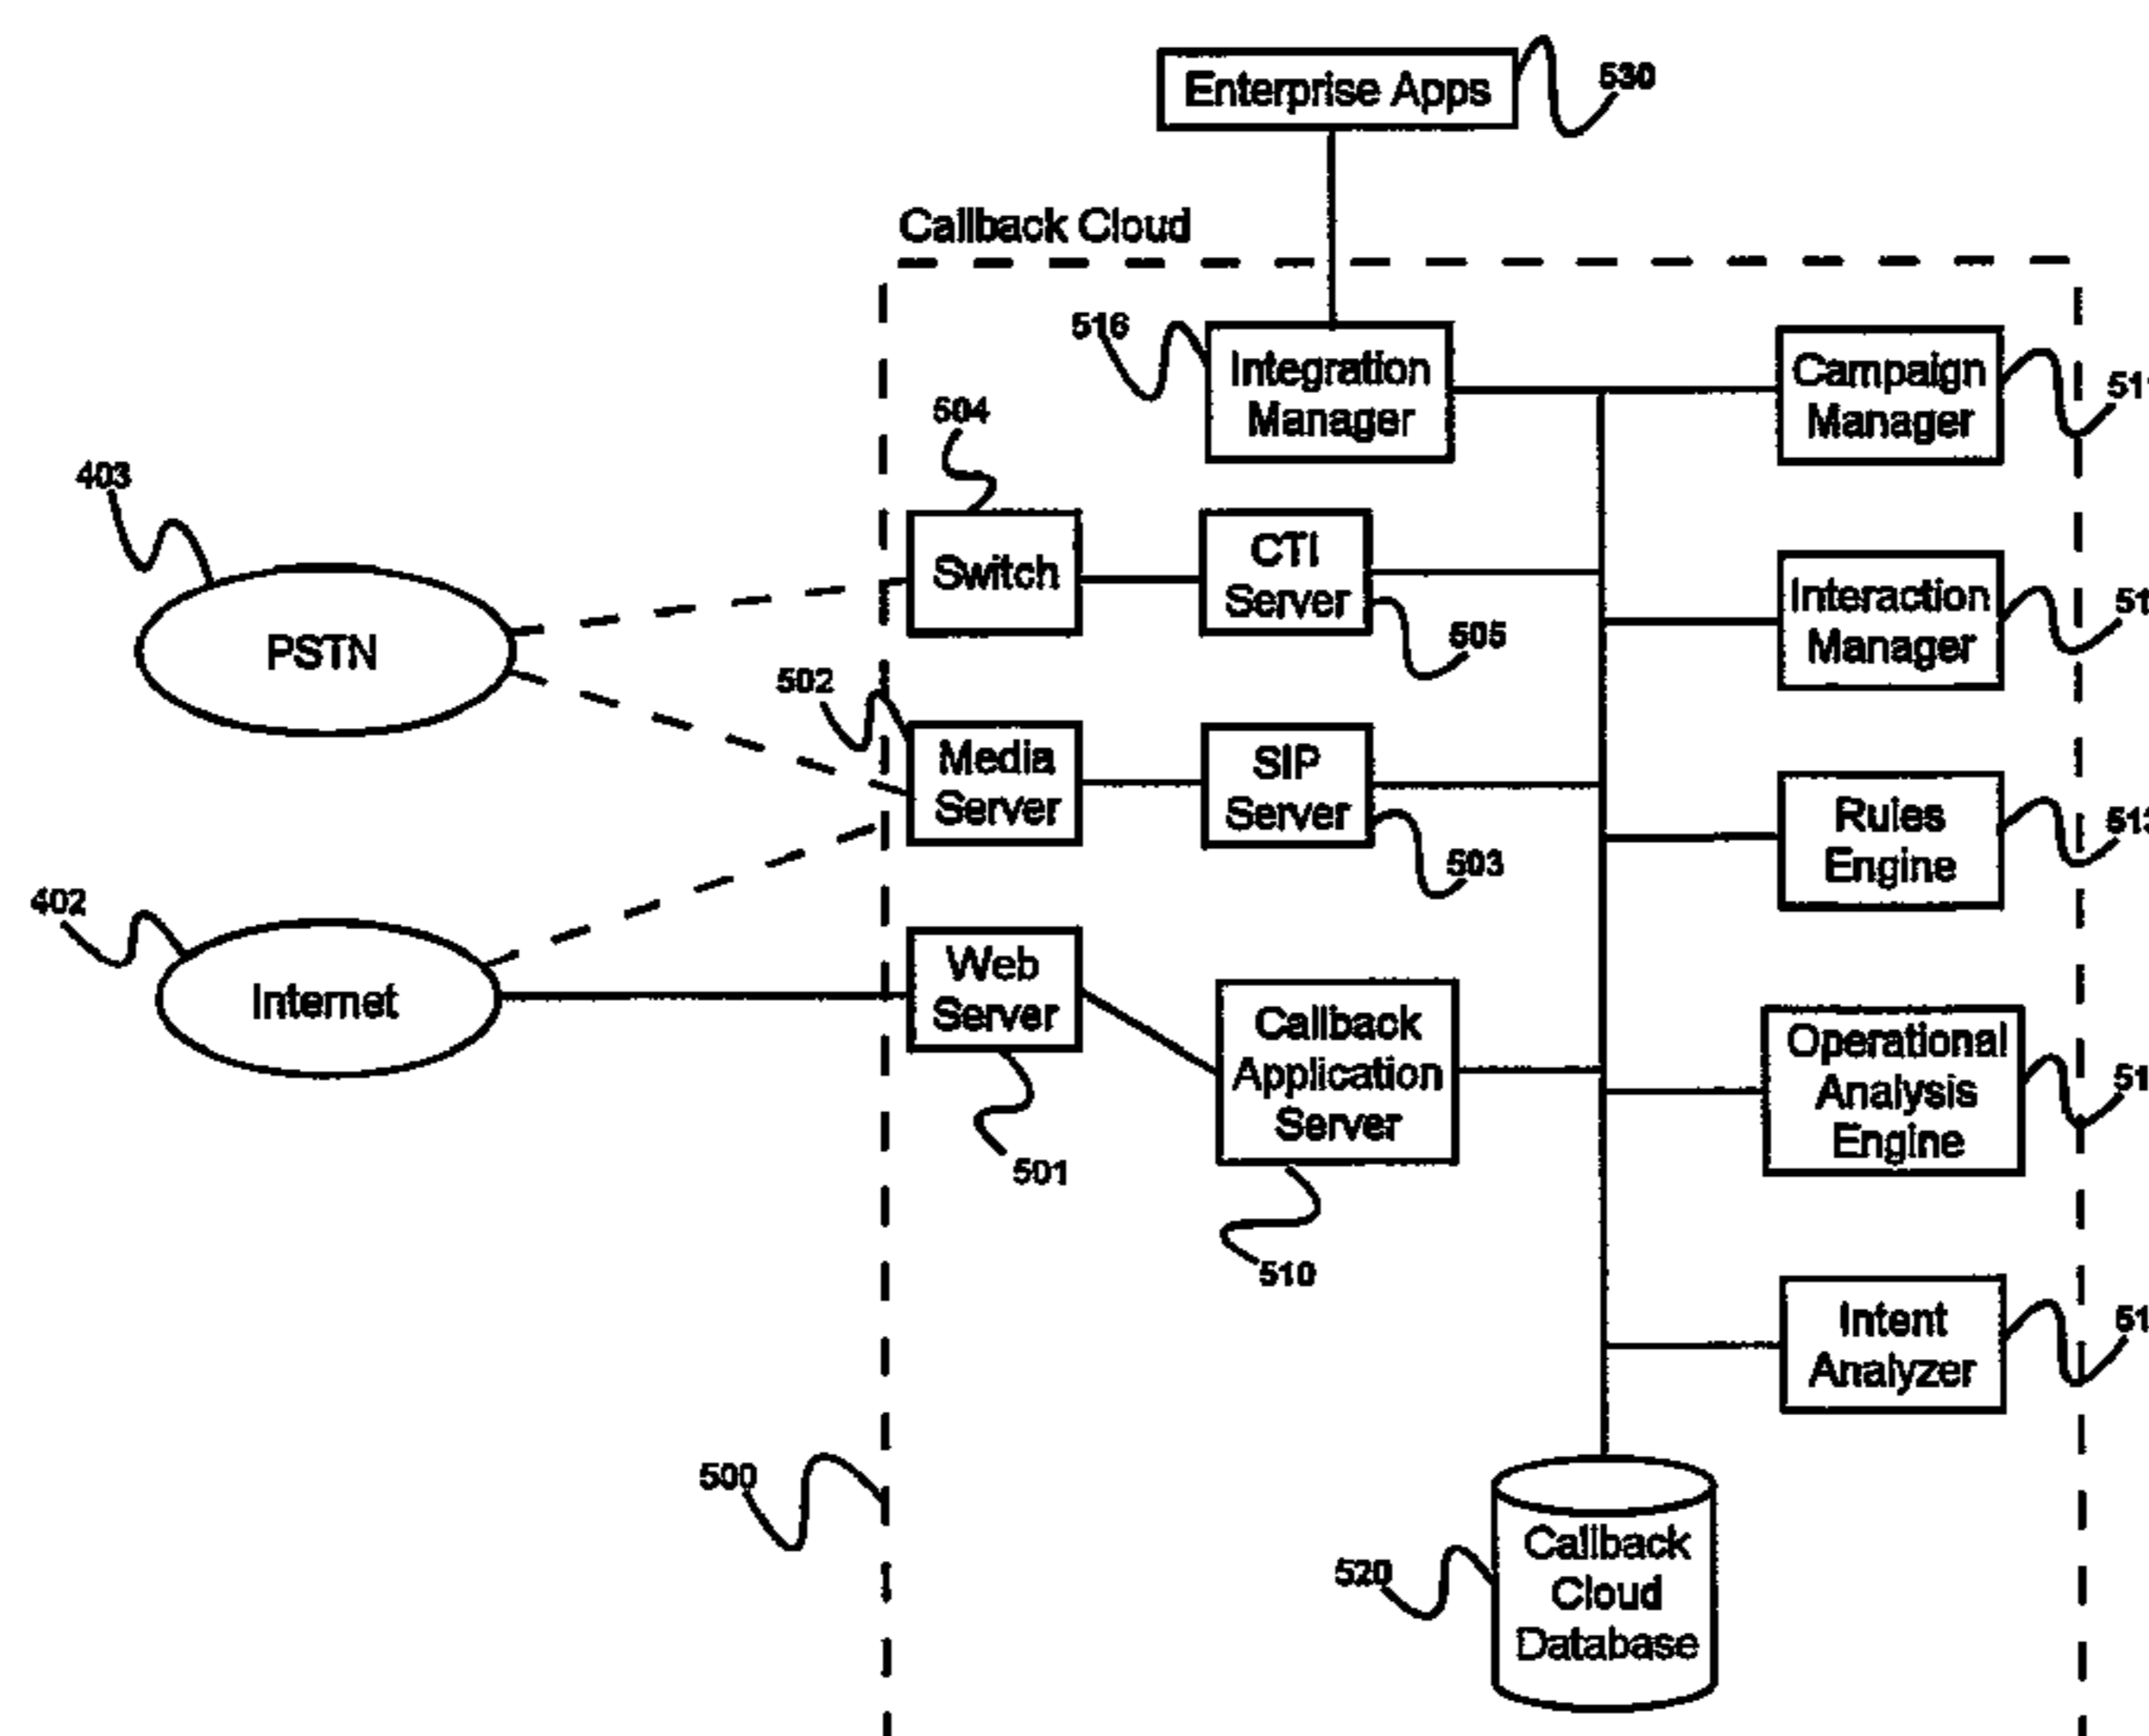 Enterprise Apps
530
Callback Cloud
516
Integration
Manager
Campaign
Manager
504
403
Switch
CTI
Server
505
Interaction
Manager
PSTN
502
Media
Server
SIP
Server
503
Rules
Engine
402
Internet
Web
Server
501
Callback
Application
Server
510
Operational
Analysis
Engine
Intent
Analyzer
500
520
Callback
Cloud
Database